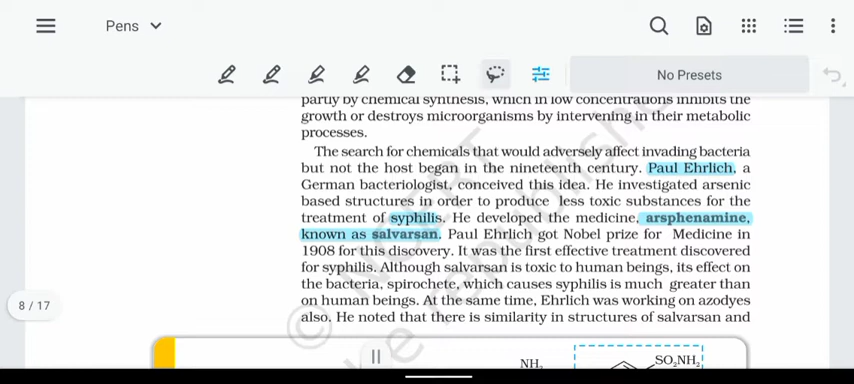 Pens
No Presets
partly by chemical synthesis, which in low concentrations inhibits the
growth or destroys microorganisms by intervening in their metabolic
processes.
The search for chemicals that would adversely affect invading bacteria
but not the host began in the nineteenth century. Paul Ehrlich, a
German bacteriologist, conceived this idea. He investigated arsenic
based structures in order to produce less toxic substances for the
treatment of syphilis. He developed the medicine, arsphenamine,
known as salvarsan. Paul Ehrlich got Nobel prize for Medicine in
1908 for this discovery. It was the first effective treatment discovered
for syphilis. Although salvarsan is toxic to human beings, its effect on
the bacteria, spirochete, which causes syphilis is much greater than
on human beings. At the same time, Ehrlich was working on azodyes
also. He noted that there is similarity in structures of salvarsan and
8 / 17
© NCERT
be republishe
NH2
SO2NH2